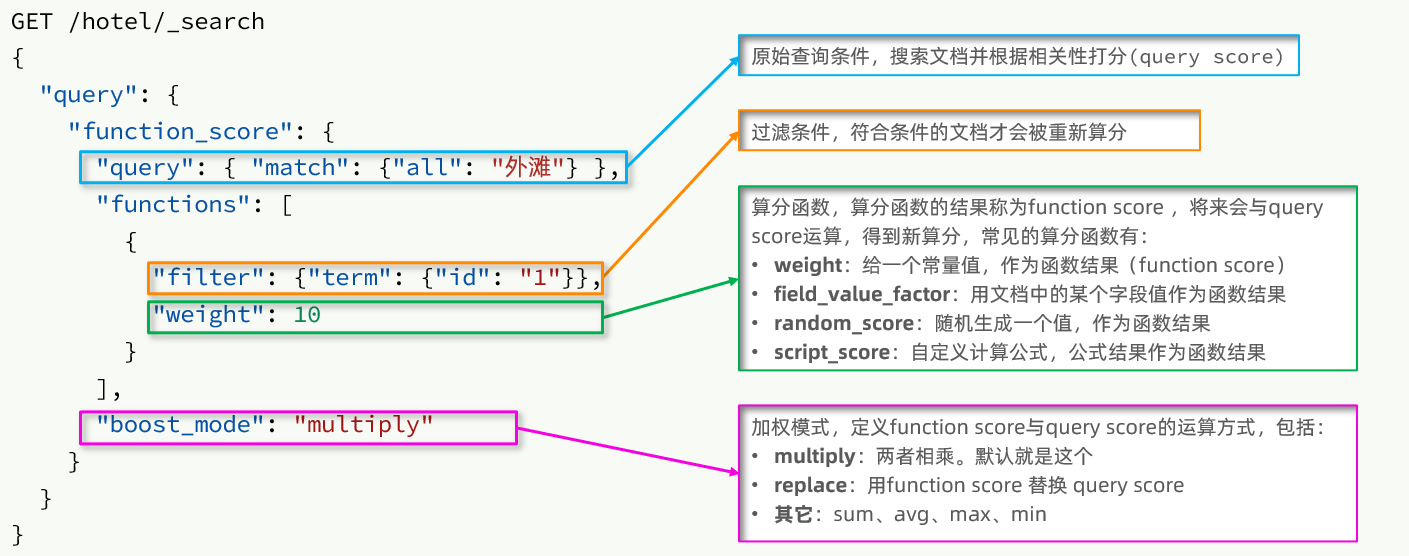 GET /hotel/_search
{
"query": {
"function_score": {
"query": { "match": {"all": "外滩"} },
"functions": [
{
"filter": {"term": {"id": "1"}},
"weight": 10
}
],
"boost_mode": "multiply"
}
}
}
原始查询条件，搜索文档并根据相关性打分(query score)
过滤条件，符合条件的文档才会被重新算分
算分函数，算分函数的结果称为function score ，将来会与query
score运算，得到新算分，常见的算分函数有：
• weight：给一个常量值，作为函数结果（function score）
• field_value_factor：用文档中的某个字段值作为函数结果
• random_score：随机生成一个值，作为函数结果
• script_score：自定义计算公式，公式结果作为函数结果
加权模式，定义function score与query score的运算方式，包括：
• multiply：两者相乘。默认就是这个
• replace：用function score 替换 query score
• 其它：sum、avg、max、min